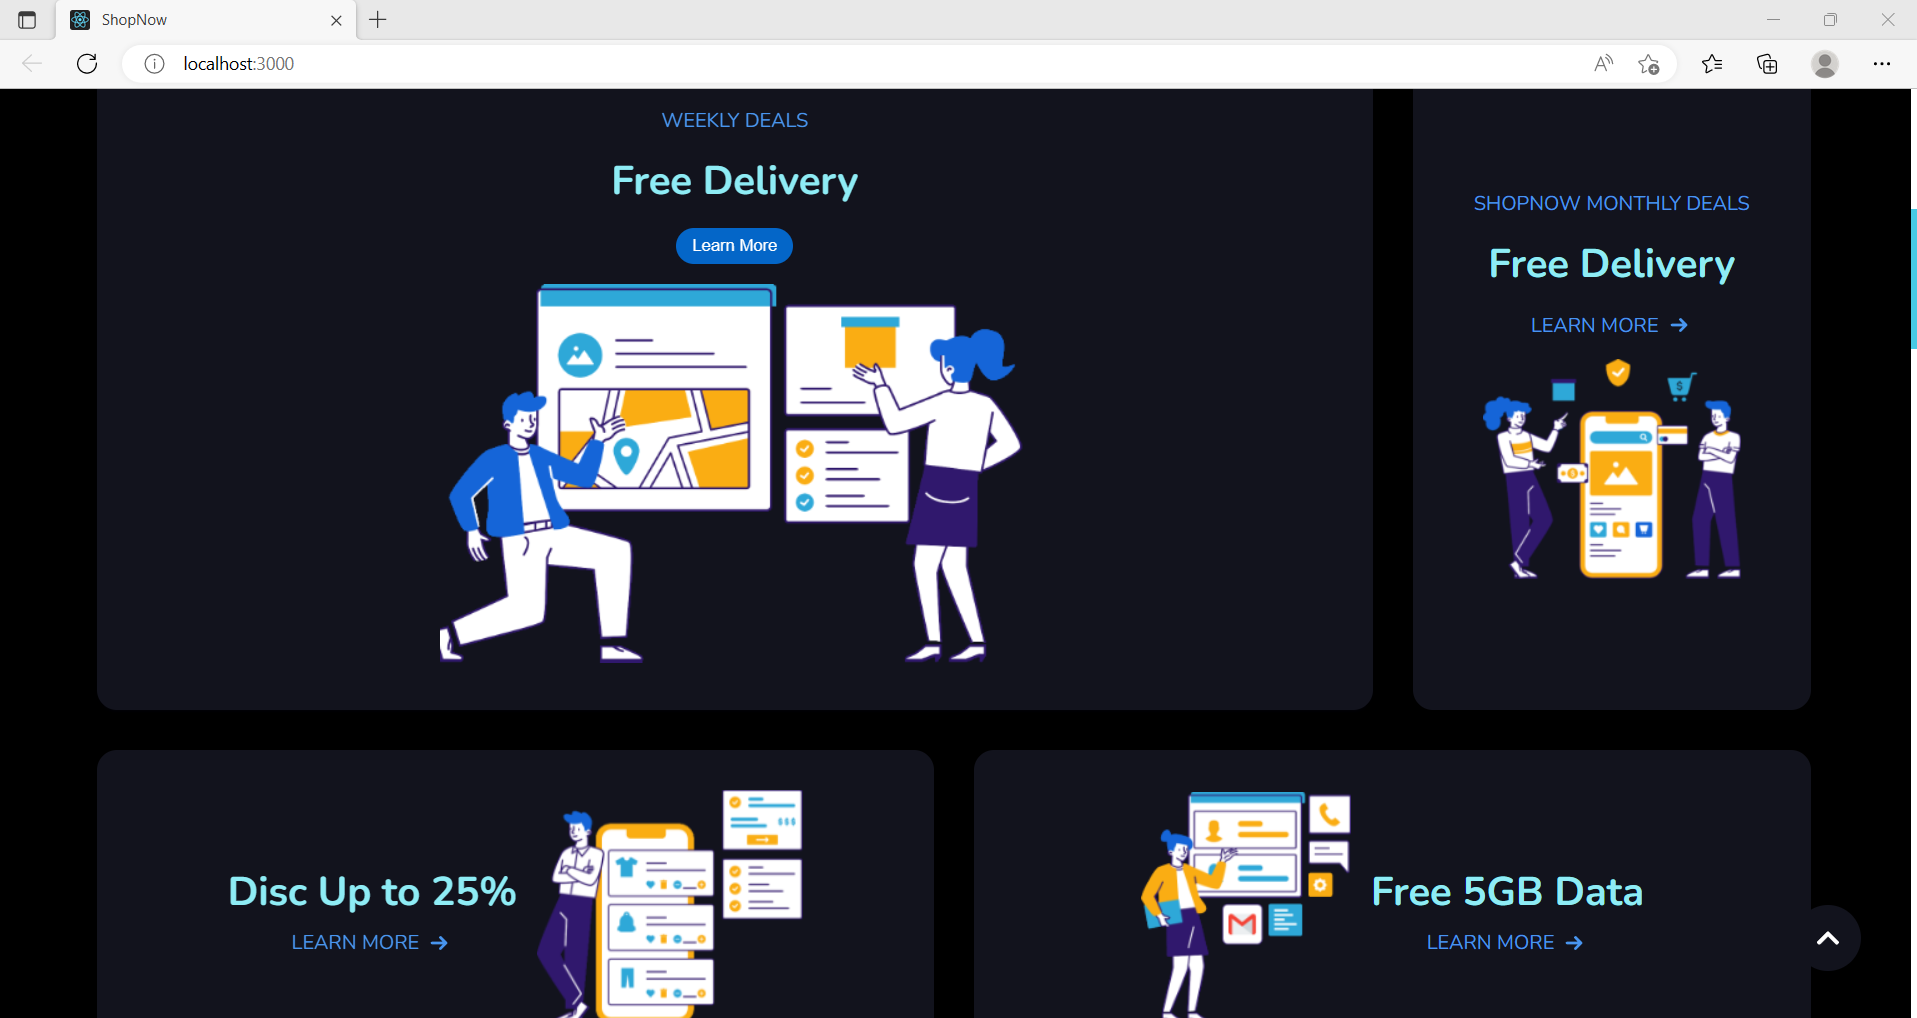 ShopNow
localhost:3000
WEEKLY DEALS
Free Delivery
Learn More
SHOPNOW MONTHLY DEALS
Free Delivery
LEARN MORE
Disc Up to 25%
LEARN MORE
Free 5GB Data
LEARN MORE